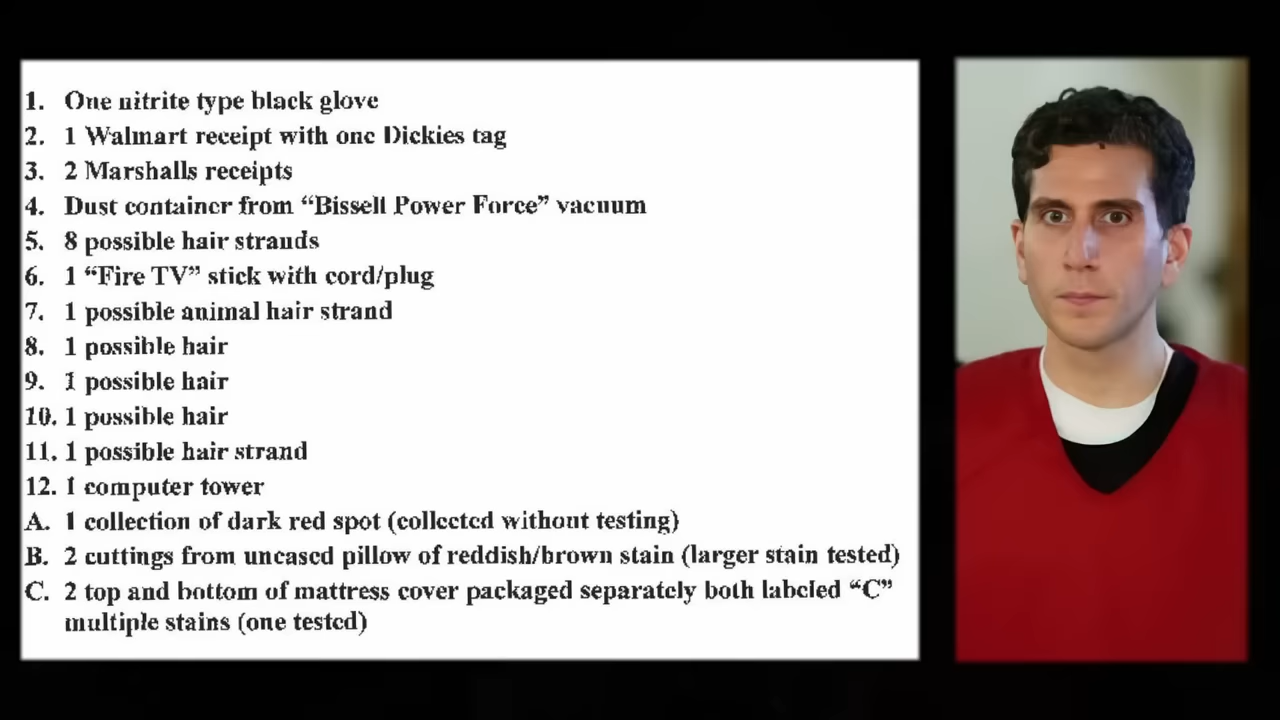 1. One nitrite type black glove
2. 1 Walmart receipt with one Dickies tag
3. 2 Marshalls receipts
4. Dust container from “Bissell Power Force” vacuum
5. 8 possible hair strands
6. 1 “Fire TV” stick with cord/plug
7. 1 possible animal hair strand
8. 1 possible hair
9. 1 possible hair
10. 1 possible hair
11. 1 possible hair strand
12. 1 computer tower
A. 1 collection of dark red spot (collected without testing)
B. 2 cuttings from uncased pillow of reddish/brown stain (larger stain tested)
C. 2 top and bottom of mattress cover packaged separately both labeled “C”
multiple stains (one tested)